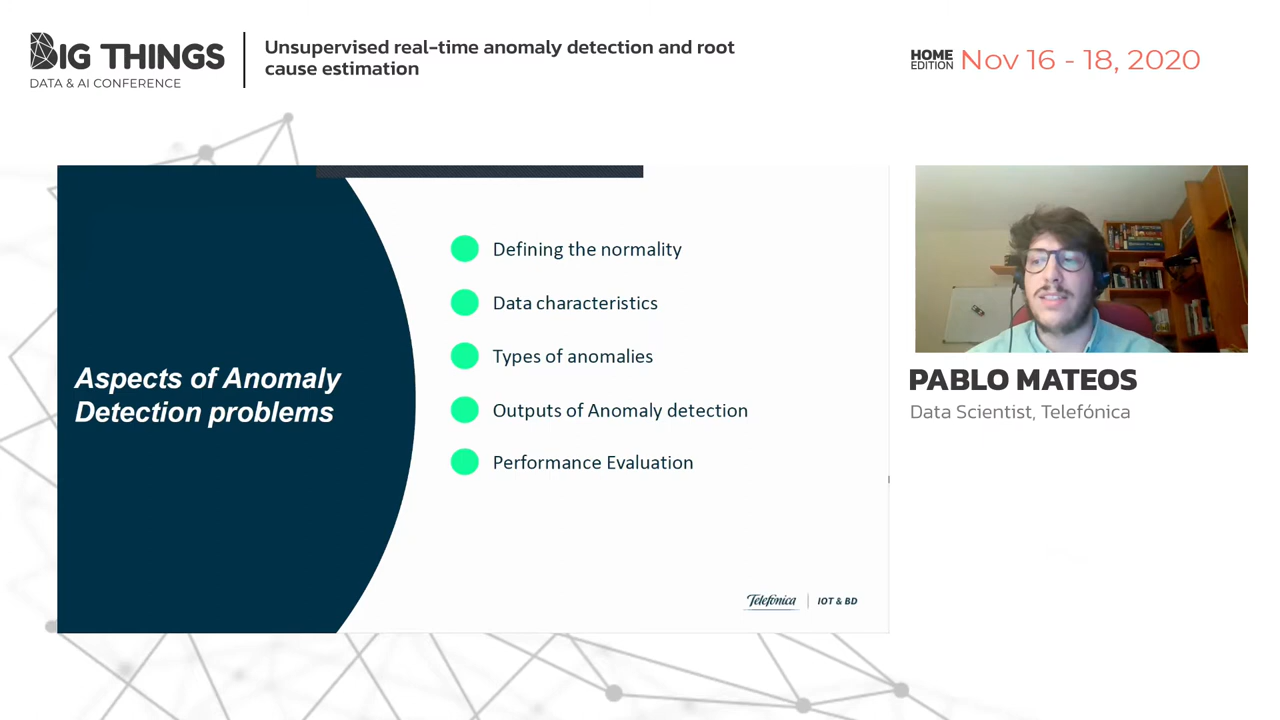 BIG THINGS
DATA & AI CONFERENCE
Unsupervised real-time anomaly detection and root
cause estimation
HOME
EDITION
Nov 16 - 18, 2020
Aspects of Anomaly
Detection problems
Defining the normality
Data characteristics
Types of anomalies
Outputs of Anomaly detection
Performance Evaluation
Telefónica
IOT & BD
PABLO MATEOS
Data Scientist, Telefónica